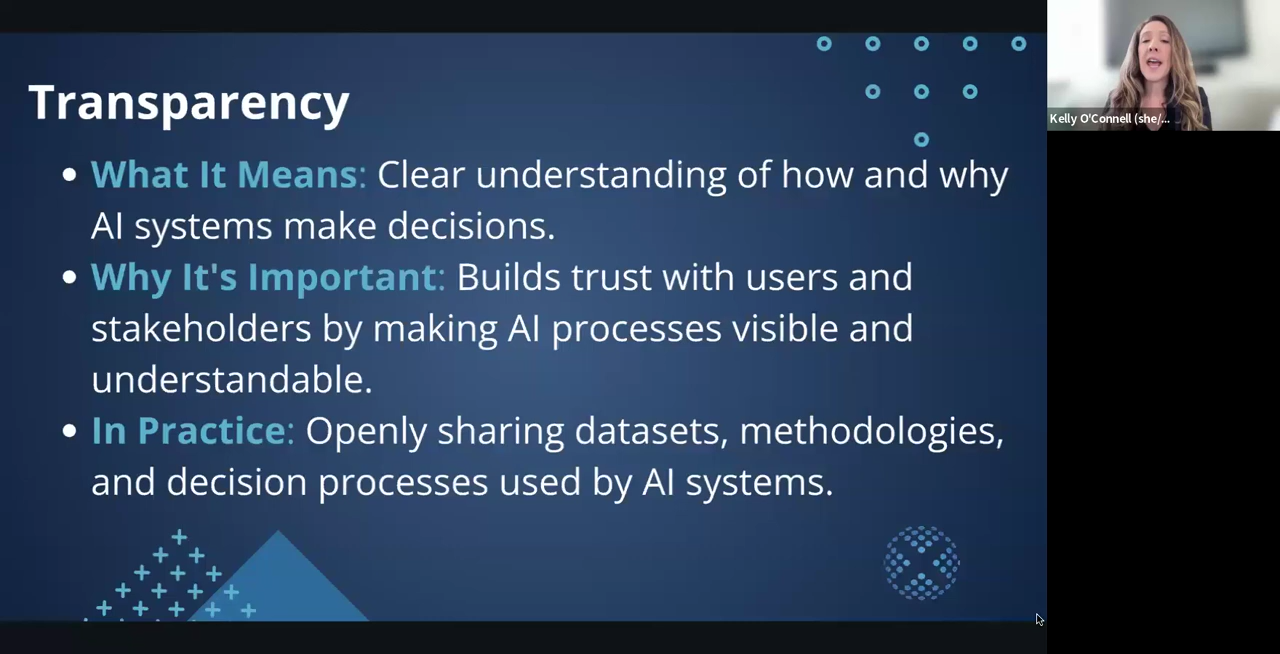 Transparency
What It Means: Clear understanding of how and why
AI systems make decisions.
Why It's Important: Builds trust with users and
stakeholders by making AI processes visible and
understandable.
In Practice: Openly sharing datasets, methodologies,
and decision processes used by AI systems.
Kelly O'Connell (she/...